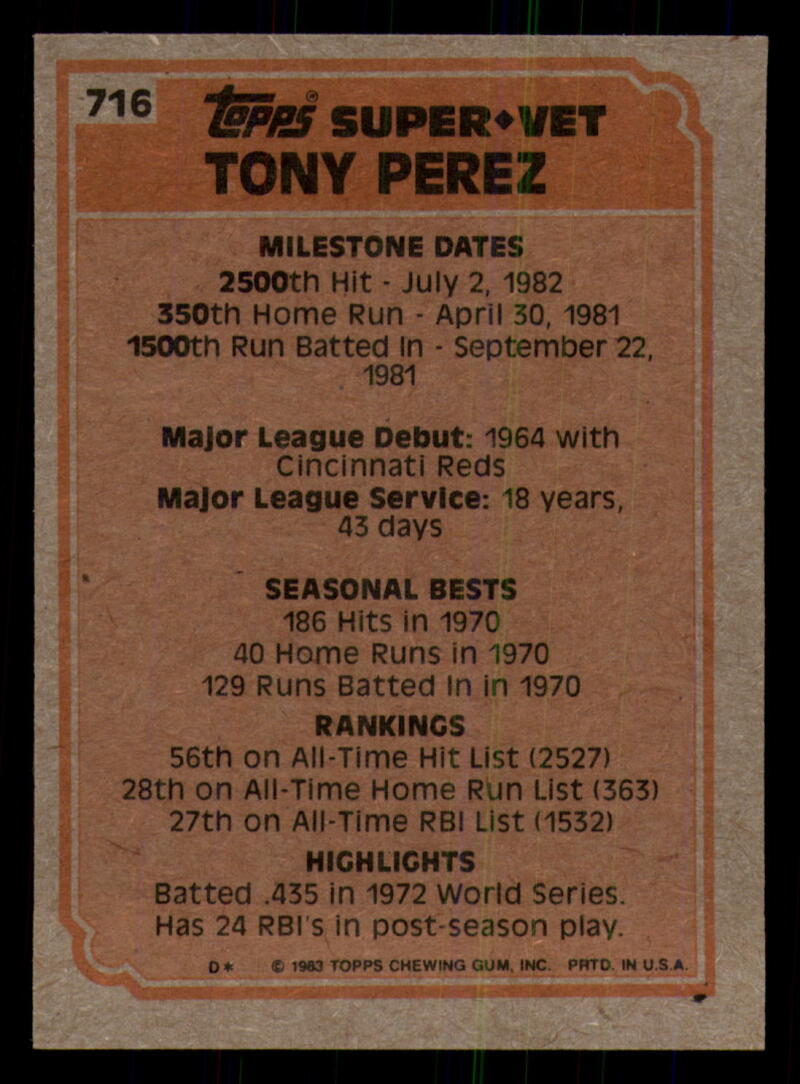 716
Topps® SUPER♦VET
TONY PEREZ
MILESTONE DATES
2500th Hit - July 2, 1982
350th Home Run - April 30, 1981
1500th Run Batted In - September 22,
1981
Major League Debut: 1964 with
Cincinnati Reds
Major League Service: 18 years,
43 days
SEASONAL BESTS
186 Hits in 1970
40 Home Runs in 1970
129 Runs Batted In in 1970
RANKINGS
56th on All-Time Hit List (2527)
28th on All-Time Home Run List (363)
27th on All-Time RBI List (1532)
HIGHLIGHTS
Batted .435 in 1972 World Series.
Has 24 RBI's in post-season play.
D* © 1983 TOPPS CHEWING GUM, INC. PRTD. IN U.S.A.